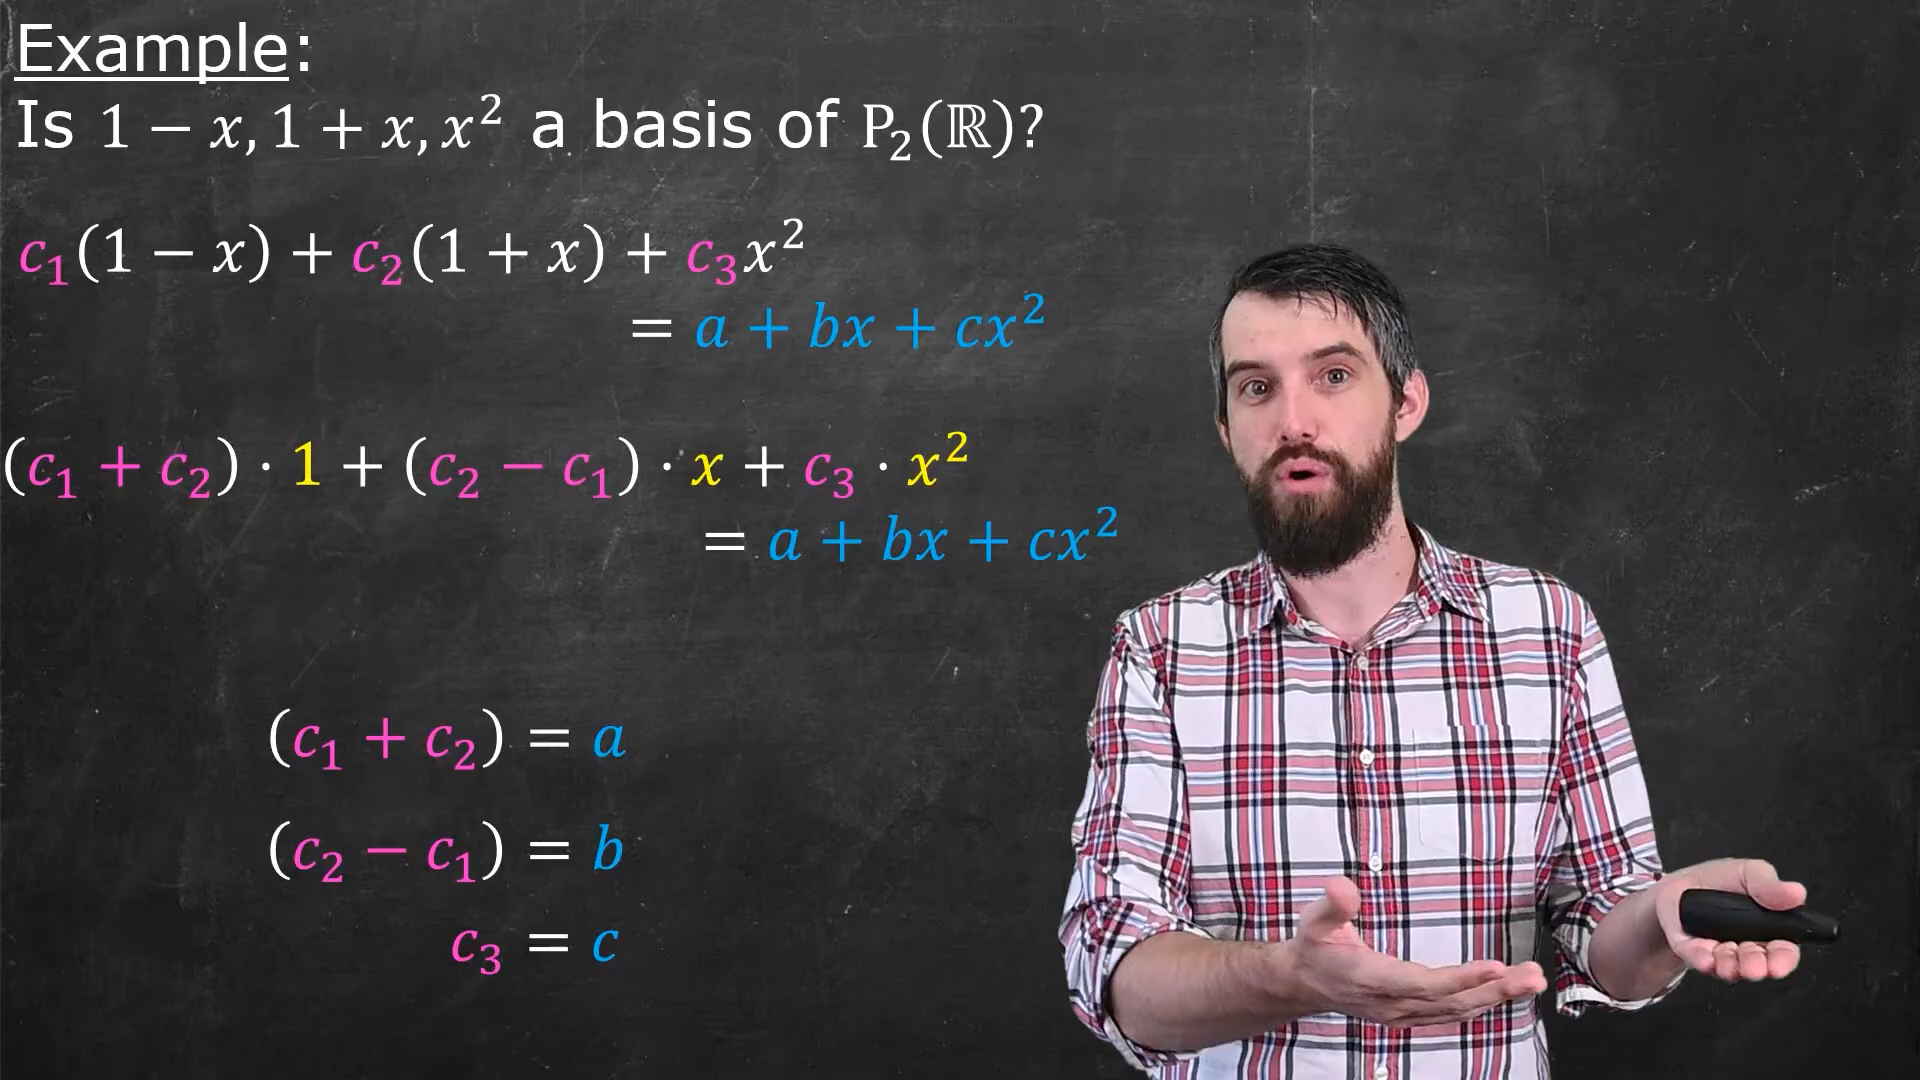 Example:
Is 1 − x, 1 + x, x² a basis of P₂(ℝ)?
c₁(1 − x) + c₂(1 + x) + c₃x²
= a + bx + cx²
(c₁ + c₂) · 1 + (c₂ − c₁) · x + c₃ · x²
= a + bx + cx²
(c₁ + c₂) = a
(c₂ − c₁) = b
c₃ = c